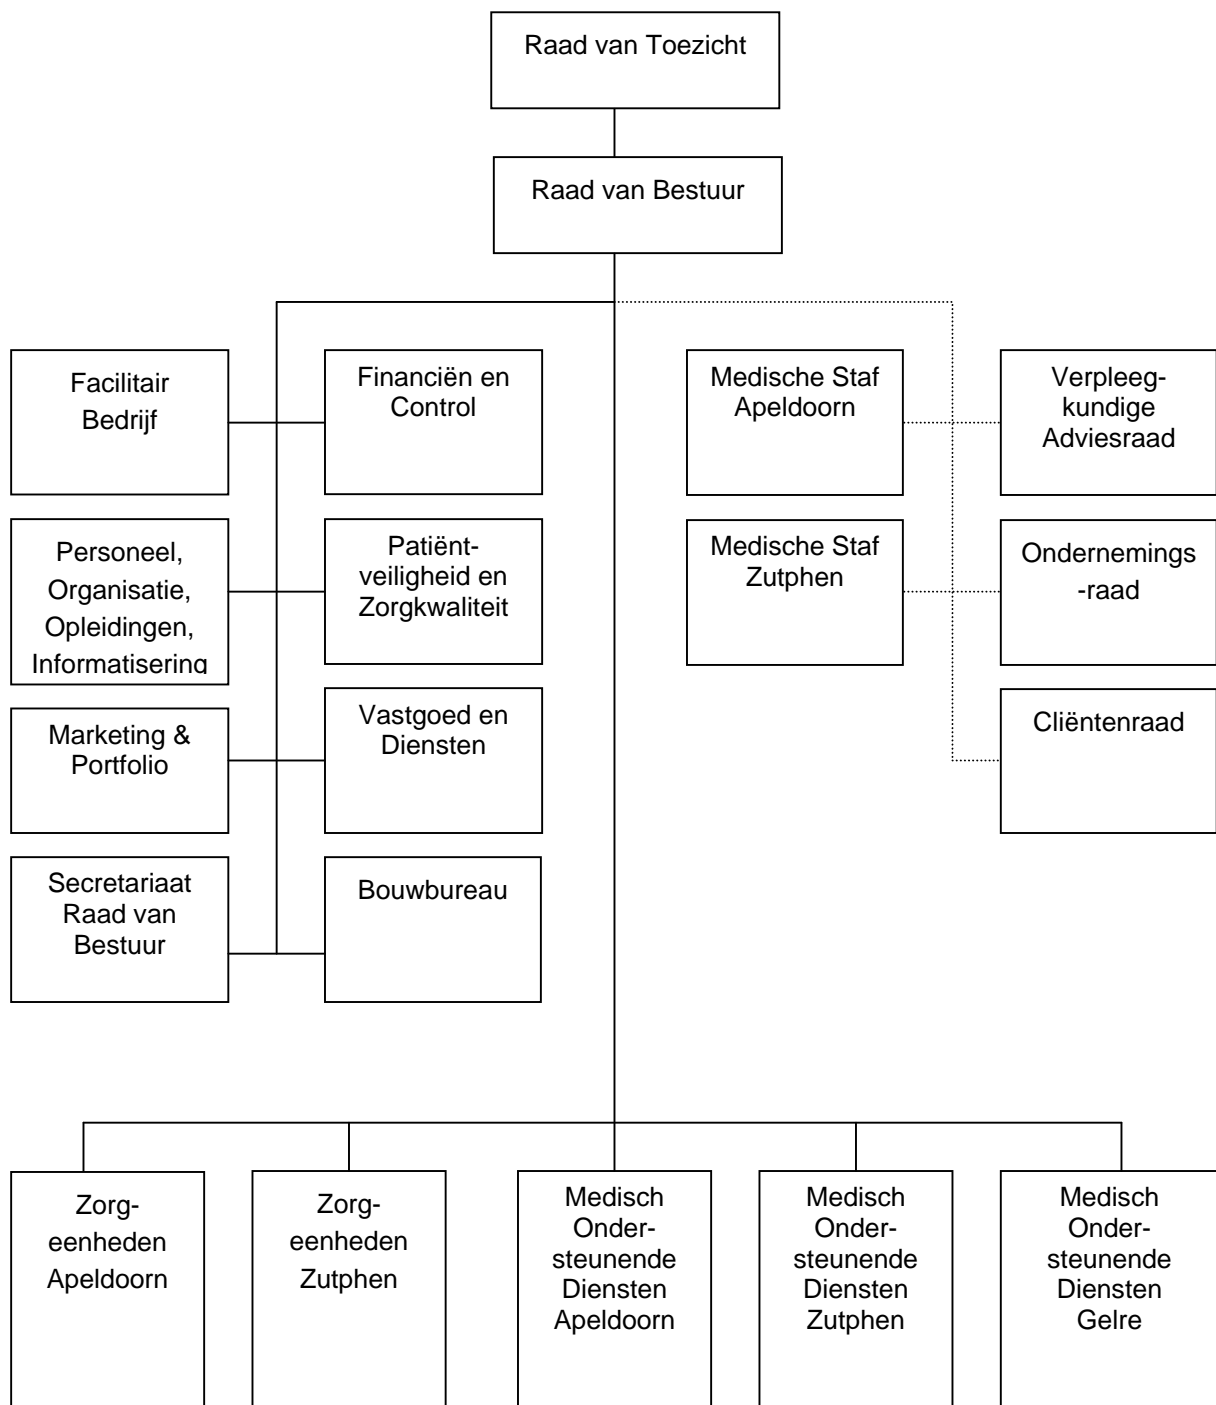 Raad van Toezicht
Raad van Bestuur
Facilitair
Bedrijf
Financiën en
Control
Medische Staf
Apeldoorn
Verpleeg-
kundige
Adviesraad
Personeel,
Organisatie,
Opleidingen,
Informatisering
Patiënt-
veiligheid en
Zorgkwaliteit
Medische Staf
Zutphen
Ondernemings
-raad
Marketing &
Portfolio
Vastgoed en
Diensten
Cliëntenraad
Secretariaat
Raad van
Bestuur
Bouwbureau
Zorg-
eenheden
Apeldoorn
Zorg-
eenheden
Zutphen
Medisch
Onder-
steunende
Diensten
Apeldoorn
Medisch
Onder-
steunende
Diensten
Zutphen
Medisch
Onder-
steunende
Diensten
Gelre